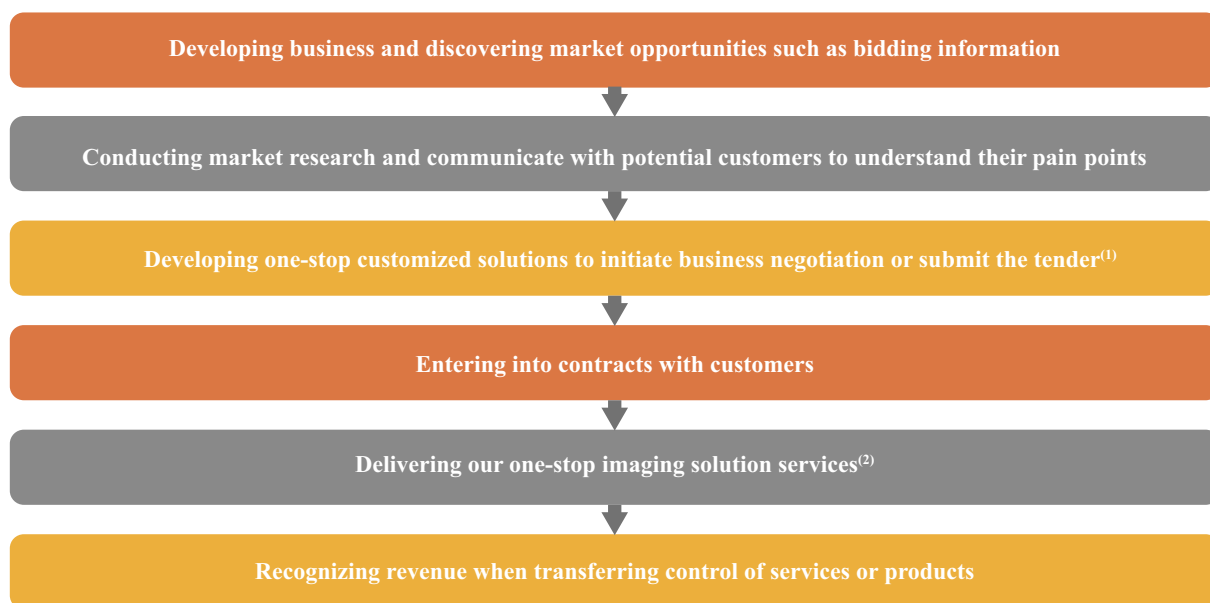 Developing business and discovering market opportunities such as bidding information
Conducting market research and communicate with potential customers to understand their pain points
Developing one-stop customized solutions to initiate business negotiation or submit the tender(1)
Entering into contracts with customers
Delivering our one-stop imaging solution services(2)
Recognizing revenue when transferring control of services or products